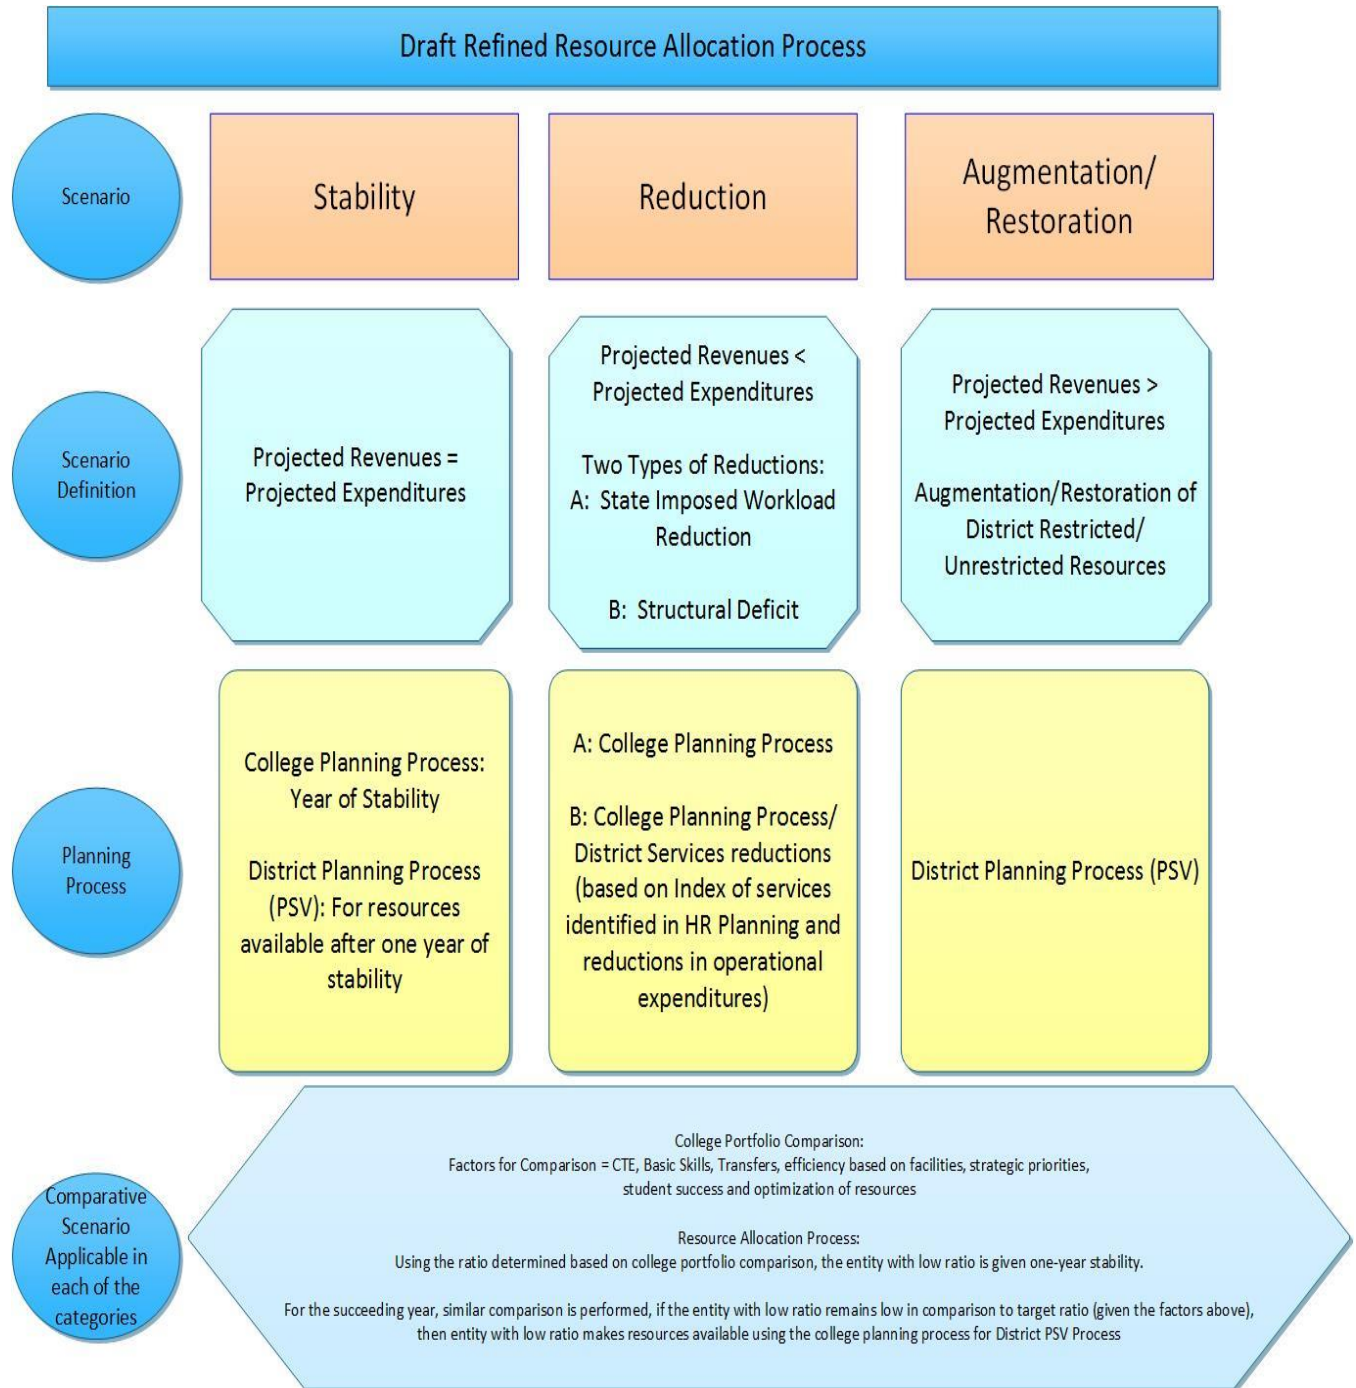 Draft Refined Resource Allocation Process
Scenario
Stability
Reduction
Augmentation/
Restoration
Scenario
Definition
Projected Revenues =
Projected Expenditures
Projected Revenues <
Projected Expenditures
Two Types of Reductions:
A:  State Imposed Workload
Reduction
B:  Structural Deficit
Projected Revenues >
Projected Expenditures
Augmentation/Restoration of
District Restricted/
Unrestricted Resources
Planning
Process
College Planning Process:
Year of Stability
District Planning Process
(PSV): For resources
available after one year of
stability
A: College Planning Process
B: College Planning Process/
District Services reductions
(based on Index of services
identified in HR Planning and
reductions in operational
expenditures)
District Planning Process (PSV)
Comparative
Scenario
Applicable in
each of the
categories
College Portfolio Comparison:
Factors for Comparison = CTE, Basic Skills, Transfers, efficiency based on facilities, strategic priorities,
student success and optimization of resources
Resource Allocation Process:
Using the ratio determined based on college portfolio comparison, the entity with low ratio is given one-year stability.
For the succeeding year, similar comparison is performed, if the entity with low ratio remains low in comparison to target ratio (given the factors above),
then entity with low ratio makes resources available using the college planning process for District PSV Process